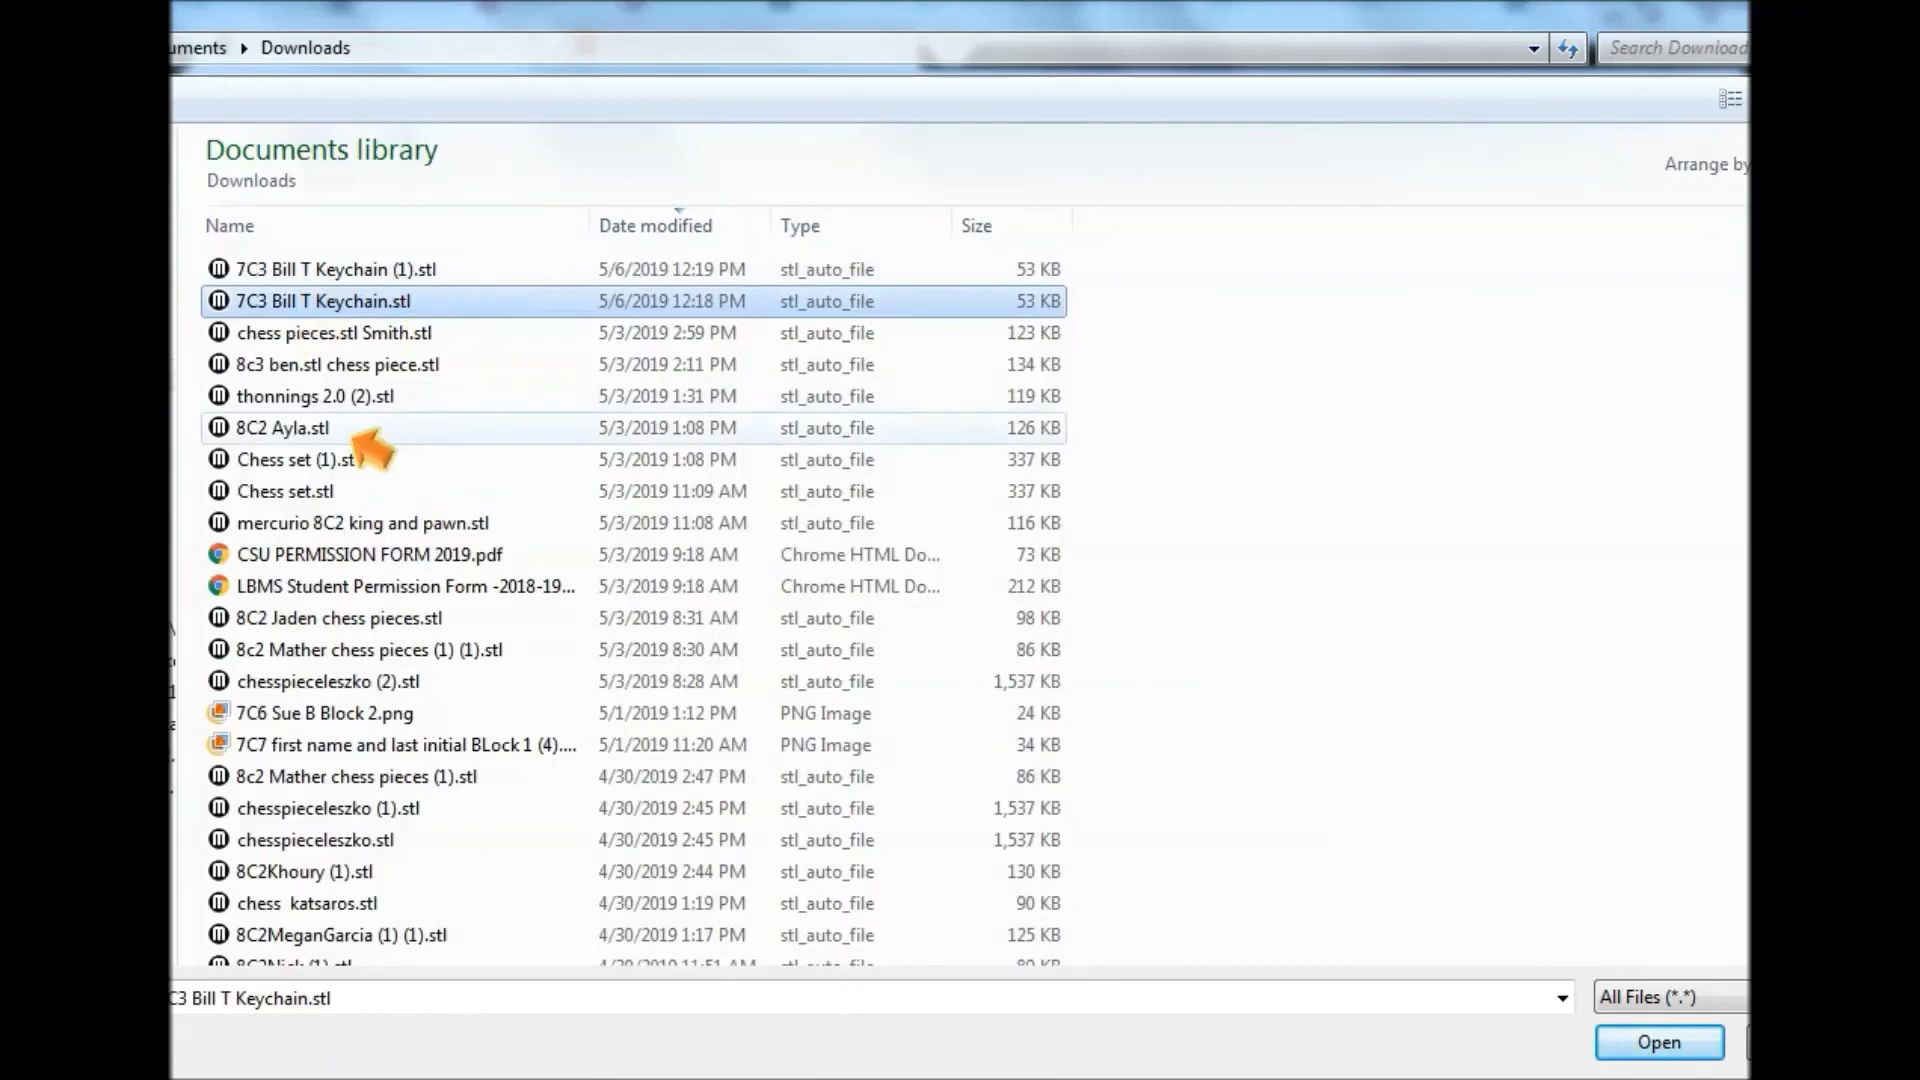 uments ▸ Downloads
Search Download
Documents library
Downloads
Arrange by
Name Date modified Type Size
7C3 Bill T Keychain (1).stl 5/6/2019 12:19 PM stl_auto_file 53 KB
7C3 Bill T Keychain.stl 5/6/2019 12:18 PM stl_auto_file 53 KB
chess pieces.stl Smith.stl 5/3/2019 2:59 PM stl_auto_file 123 KB
8c3 ben.stl chess piece.stl 5/3/2019 2:11 PM stl_auto_file 134 KB
thonnings 2.0 (2).stl 5/3/2019 1:31 PM stl_auto_file 119 KB
8C2 Ayla.stl 5/3/2019 1:08 PM stl_auto_file 126 KB
Chess set (1).st 5/3/2019 1:08 PM stl_auto_file 337 KB
Chess set.stl 5/3/2019 11:09 AM stl_auto_file 337 KB
mercurio 8C2 king and pawn.stl 5/3/2019 11:08 AM stl_auto_file 116 KB
CSU PERMISSION FORM 2019.pdf 5/3/2019 9:18 AM Chrome HTML Do... 73 KB
LBMS Student Permission Form -2018-19... 5/3/2019 9:18 AM Chrome HTML Do... 212 KB
8C2 Jaden chess pieces.stl 5/3/2019 8:31 AM stl_auto_file 98 KB
8c2 Mather chess pieces (1) (1).stl 5/3/2019 8:30 AM stl_auto_file 86 KB
chesspieceleszko (2).stl 5/3/2019 8:28 AM stl_auto_file 1,537 KB
7C6 Sue B Block 2.png 5/1/2019 1:12 PM PNG Image 24 KB
7C7 first name and last initial BLock 1 (4).... 5/1/2019 11:20 AM PNG Image 34 KB
8c2 Mather chess pieces (1).stl 4/30/2019 2:47 PM stl_auto_file 86 KB
chesspieceleszko (1).stl 4/30/2019 2:45 PM stl_auto_file 1,537 KB
chesspieceleszko.stl 4/30/2019 2:45 PM stl_auto_file 1,537 KB
8C2Khoury (1).stl 4/30/2019 2:44 PM stl_auto_file 130 KB
chess  katsaros.stl 4/30/2019 1:19 PM stl_auto_file 90 KB
8C2MeganGarcia (1) (1).stl 4/30/2019 1:17 PM stl_auto_file 125 KB
C3 Bill T Keychain.stl
All Files (*.*)
Open